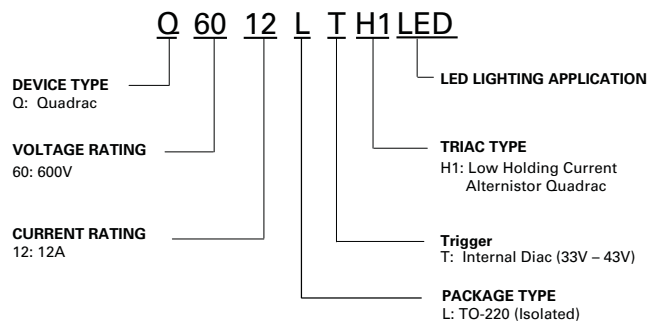 Q 60 12 L T H1 LED
DEVICE TYPE
Q: Quadrac
VOLTAGE RATING
60: 600V
CURRENT RATING
12: 12A
LED LIGHTING APPLICATION
TRIAC TYPE
H1: Low Holding Current
Alternistor Quadrac
Trigger
T: Internal Diac (33V – 43V)
PACKAGE TYPE
L: TO-220 (Isolated)